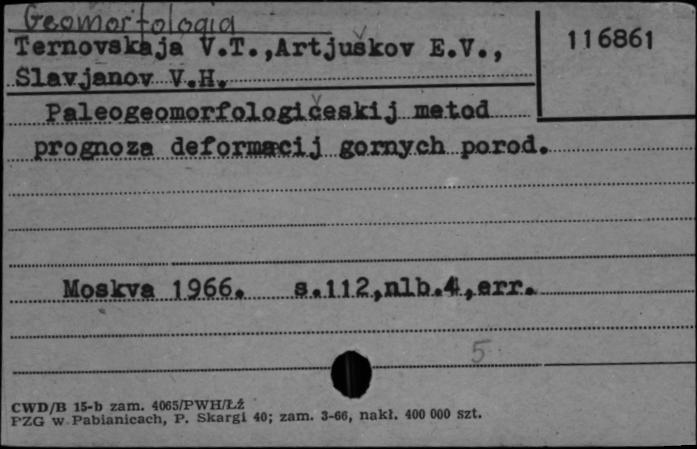 Geomorfologia
Ternovskaja V.T.,Artjuškov E.V.,
116861
Slavjanov V.H.
Paleogeomorfologičeskij metod
prognoza deformacij gornych porod.
Moskva 1966. s.112,nlb.4,err.
5
CWD/B 15-b zam. 4065/PWH/Łź
PZG w Pabianicach, P. Skargi 40; zam. 3-66, nakł. 400 000 szt.